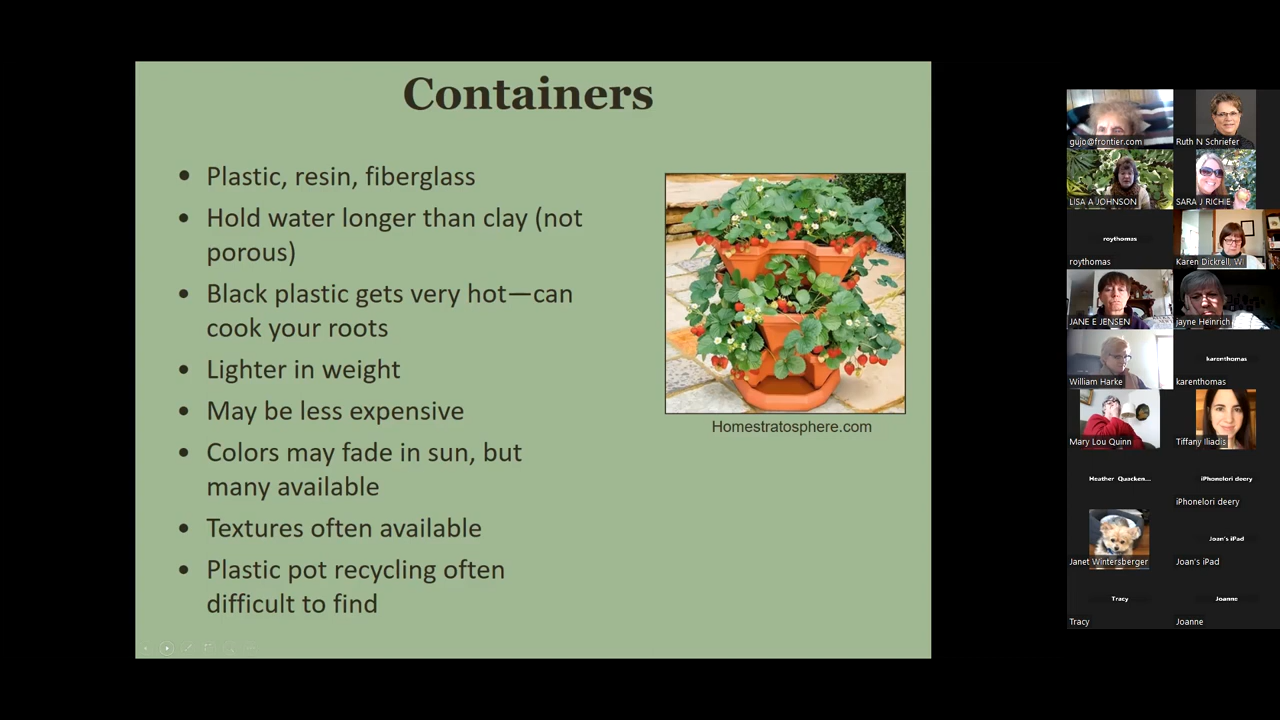 Containers
Plastic, resin, fiberglass
Hold water longer than clay (not
porous)
Black plastic gets very hot—can
cook your roots
Lighter in weight
May be less expensive
Colors may fade in sun, but
many available
Textures often available
Plastic pot recycling often
difficult to find
Homestratosphere.com
gujo@frontier.com
Ruth N Schriefer
LISA A JOHNSON
SARA J RICHIE
roythomas
roythomas
Karen Dickrell, WI
JANE E JENSEN
jayne Heinrich
William Harke
karenthomas
karenthomas
Mary Lou Quinn
Tiffany Iliadis
Heather Quacken...
iPhonelori deery
iPhonelori deery
Janet Wintersberger
Joan's iPad
Joan's iPad
Tracy
Tracy
Joanne
Joanne